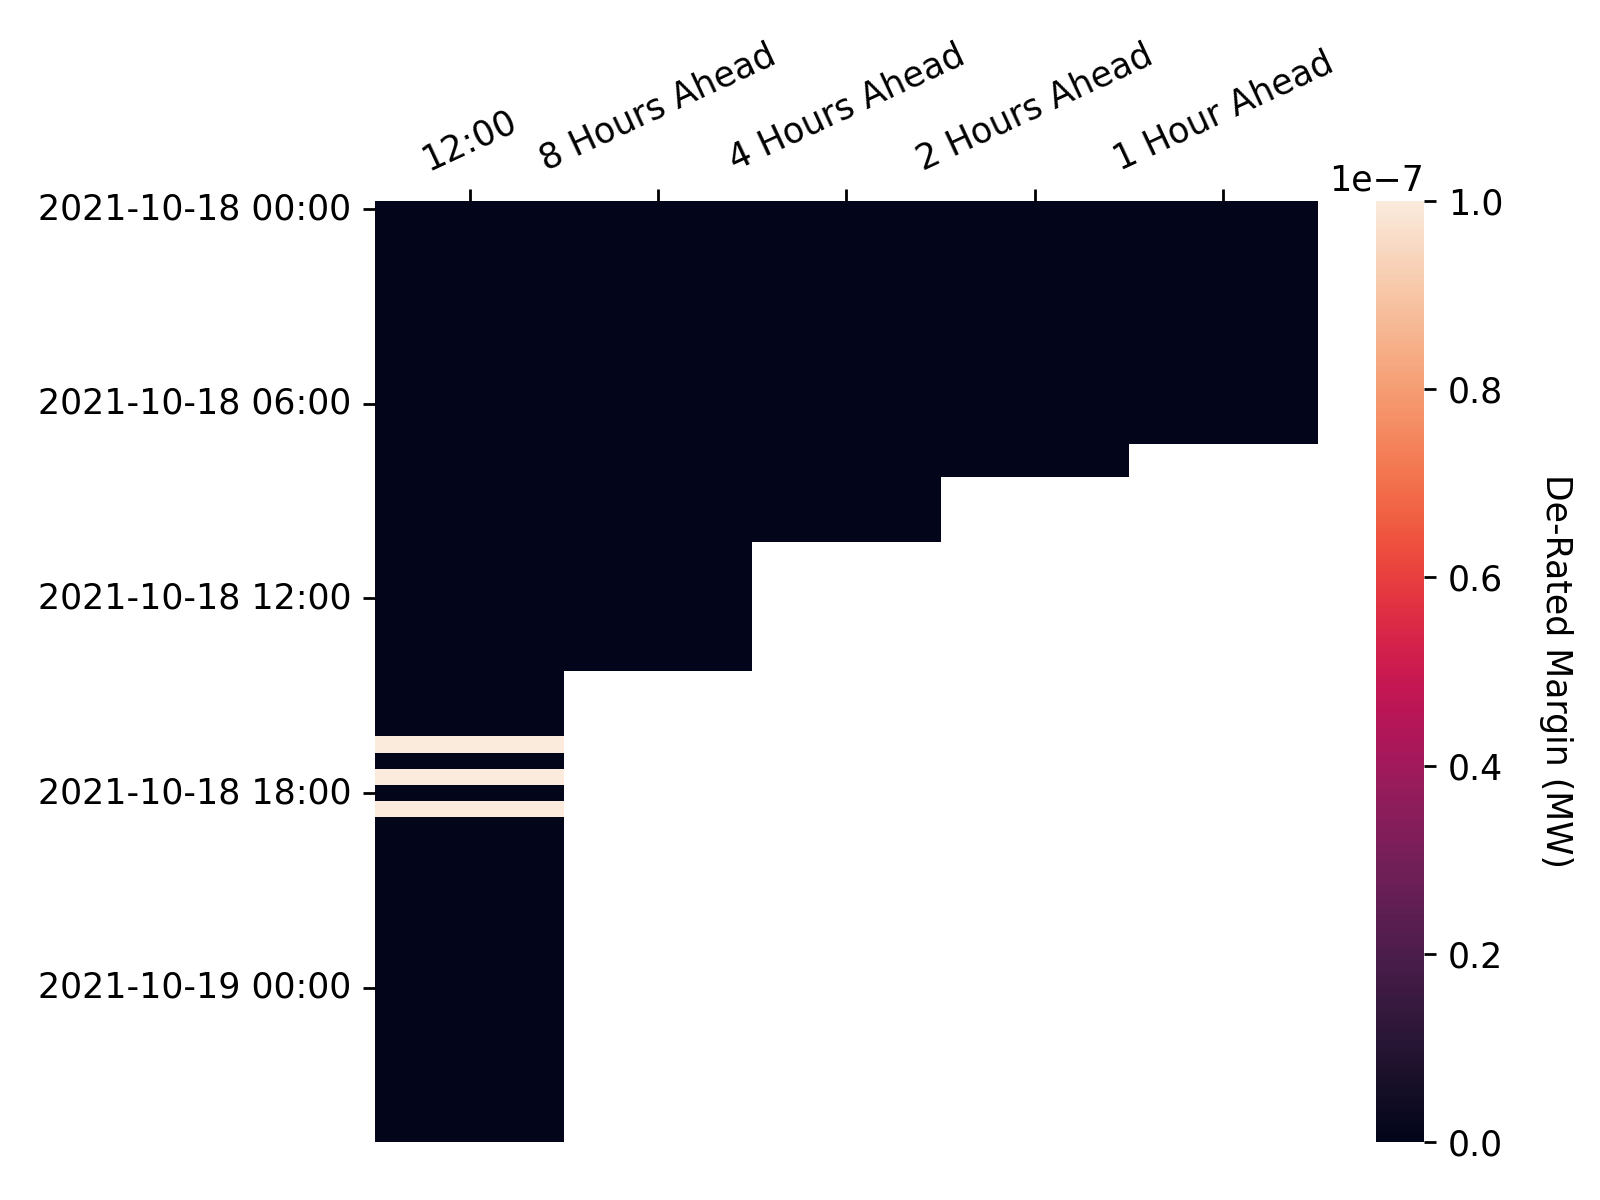 12:00
8 Hours Ahead
4 Hours Ahead
2 Hours Ahead
1 Hour Ahead
2021-10-18 00:00
2021-10-18 06:00
2021-10-18 12:00
2021-10-18 18:00
2021-10-19 00:00
1e−7
1.0
0.8
0.6
0.4
0.2
0.0
De-Rated Margin (MW)